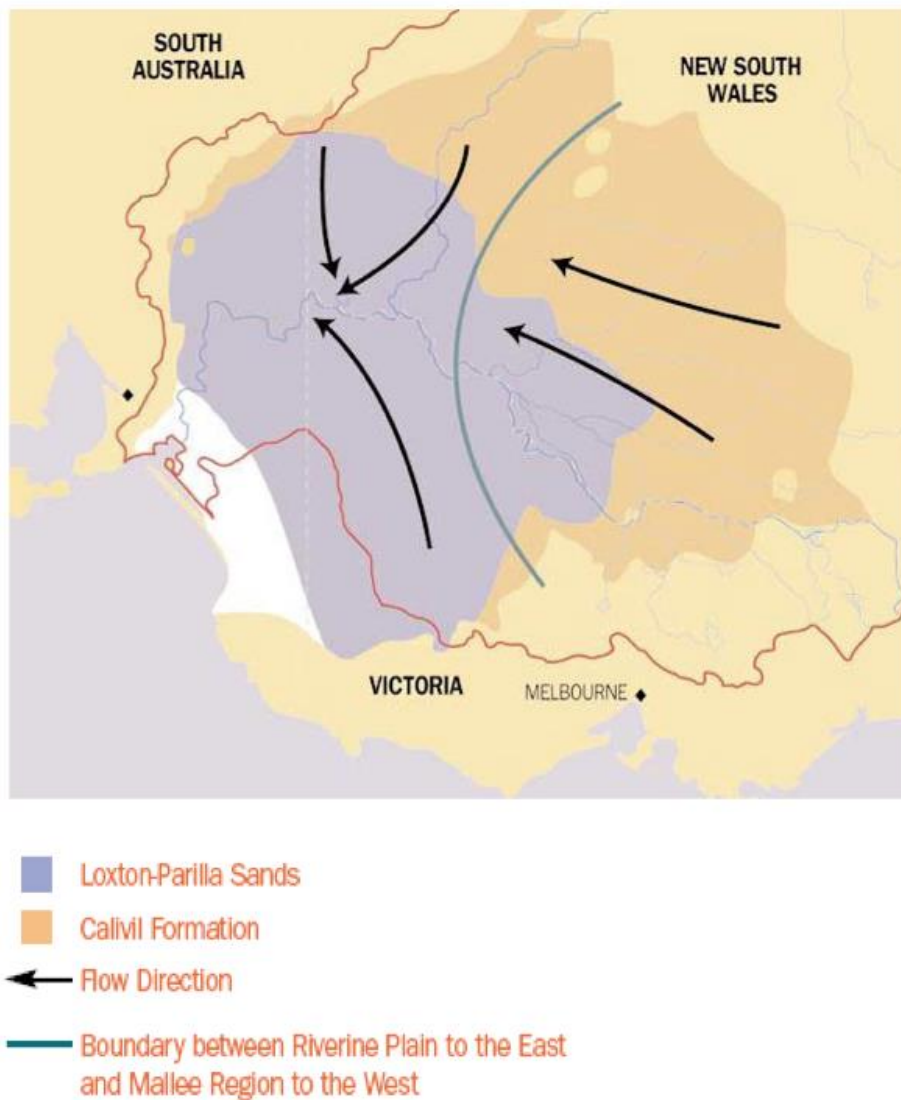 SOUTH
AUSTRALIA
NEW SOUTH
WALES
VICTORIA
MELBOURNE
Loxton-Parilla Sands
Calivil Formation
Flow Direction
Boundary between Riverine Plain to the East
and Mallee Region to the West